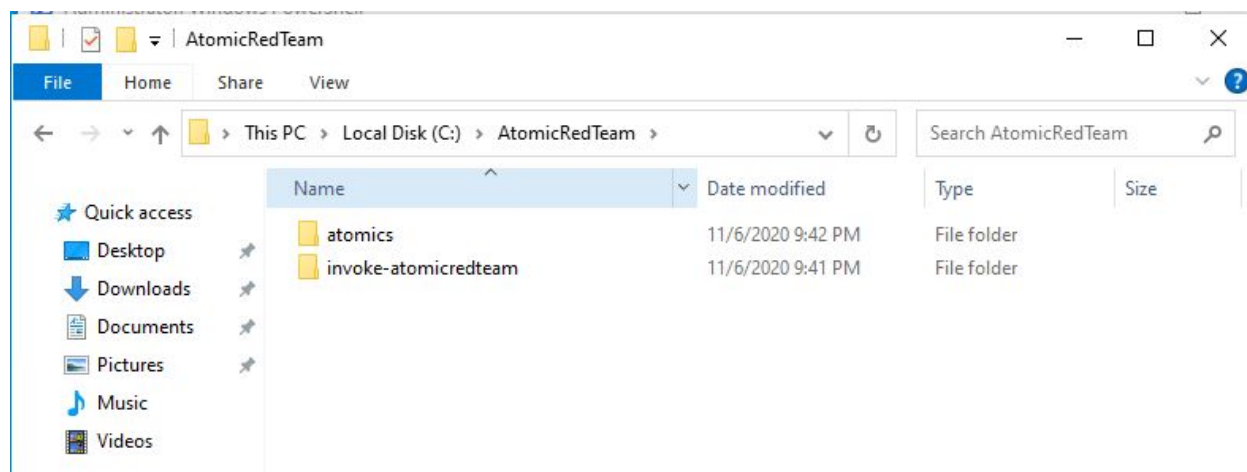 AtomicRedTeam
File Home Share View
This PC > Local Disk (C:) > AtomicRedTeam >
Search AtomicRedTeam
Name Date modified Type Size
Quick access
Desktop
Downloads
Documents
Pictures
Music
Videos
atomics 11/6/2020 9:42 PM File folder
invoke-atomicredteam 11/6/2020 9:41 PM File folder